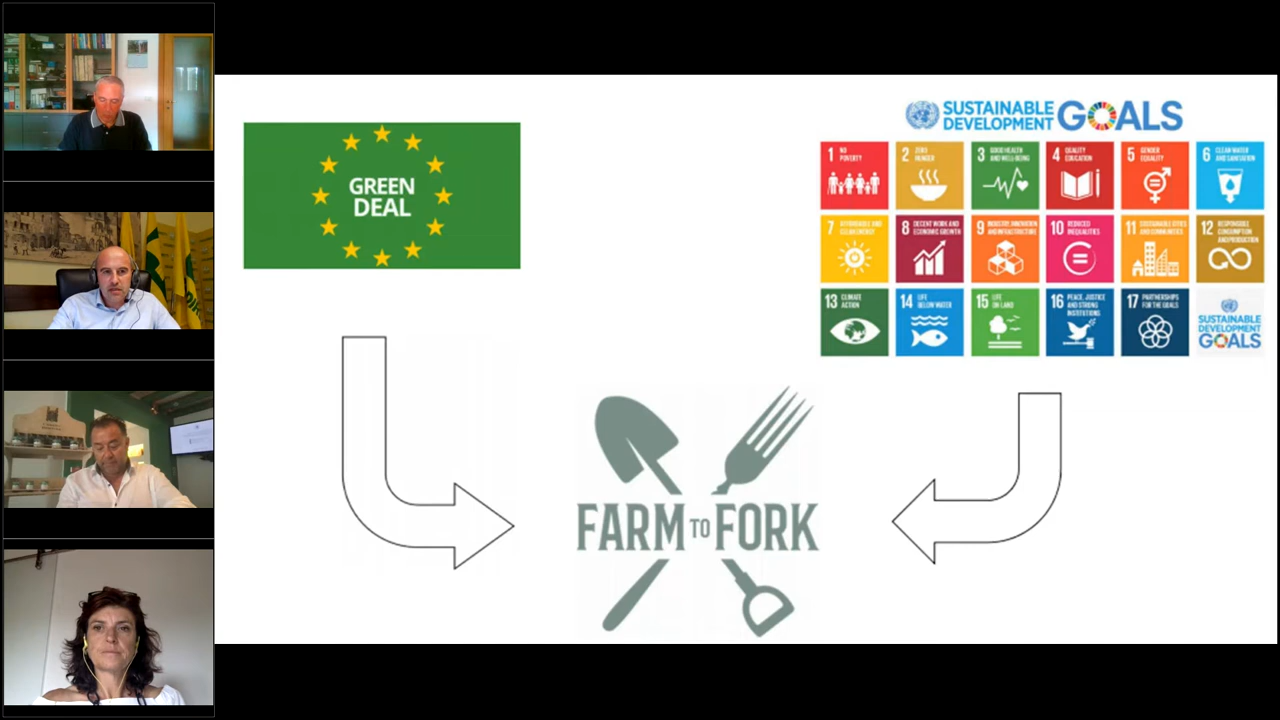 GREEN
DEAL
SUSTAINABLE
DEVELOPMENT
GOALS
1 NO
POVERTY
2 ZERO
HUNGER
3 GOOD HEALTH
AND WELL-BEING
4 QUALITY
EDUCATION
5 GENDER
EQUALITY
6 CLEAN WATER
AND SANITATION
7 AFFORDABLE AND
CLEAN ENERGY
8 DECENT WORK AND
ECONOMIC GROWTH
9 INDUSTRY, INNOVATION
AND INFRASTRUCTURE
10 REDUCED
INEQUALITIES
11 SUSTAINABLE CITIES
AND COMMUNITIES
12 RESPONSIBLE
CONSUMPTION
AND PRODUCTION
13 CLIMATE
ACTION
14 LIFE
BELOW WATER
15 LIFE
ON LAND
16 PEACE, JUSTICE
AND STRONG
INSTITUTIONS
17 PARTNERSHIPS
FOR THE GOALS
SUSTAINABLE
DEVELOPMENT
GOALS
FARM TO FORK